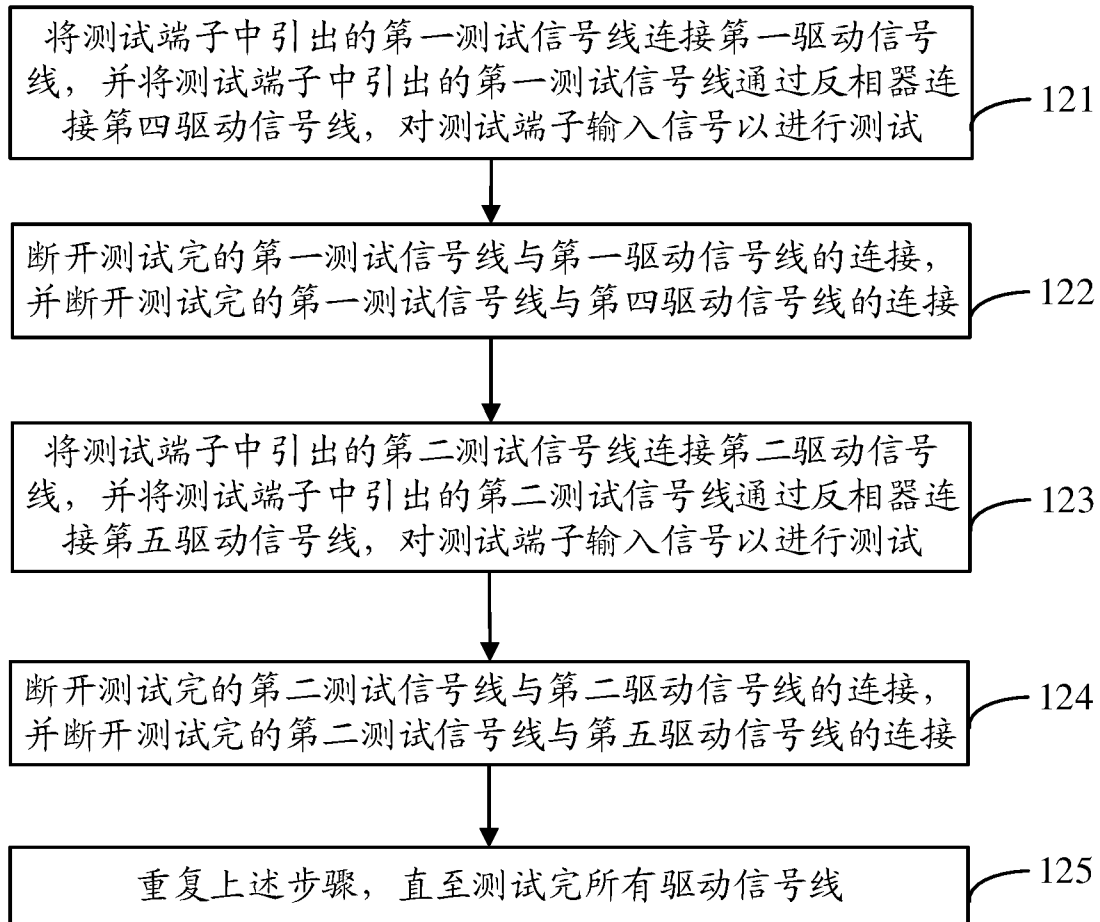 将测试端子中引出的第一测试信号线连接第一驱动信号
线，并将测试端子中引出的第一测试信号线通过反相器连
接第四驱动信号线，对测试端子输入信号以进行测试
121
断开测试完的第一测试信号线与第一驱动信号线的连接，
并断开测试完的第一测试信号线与第四驱动信号线的连接
122
将测试端子中引出的第二测试信号线连接第二驱动信号
线，并将测试端子中引出的第二测试信号线通过反相器连
接第五驱动信号线，对测试端子输入信号以进行测试
123
断开测试完的第二测试信号线与第二驱动信号线的连接，
并断开测试完的第二测试信号线与第五驱动信号线的连接
124
重复上述步骤，直至测试完所有驱动信号线
125